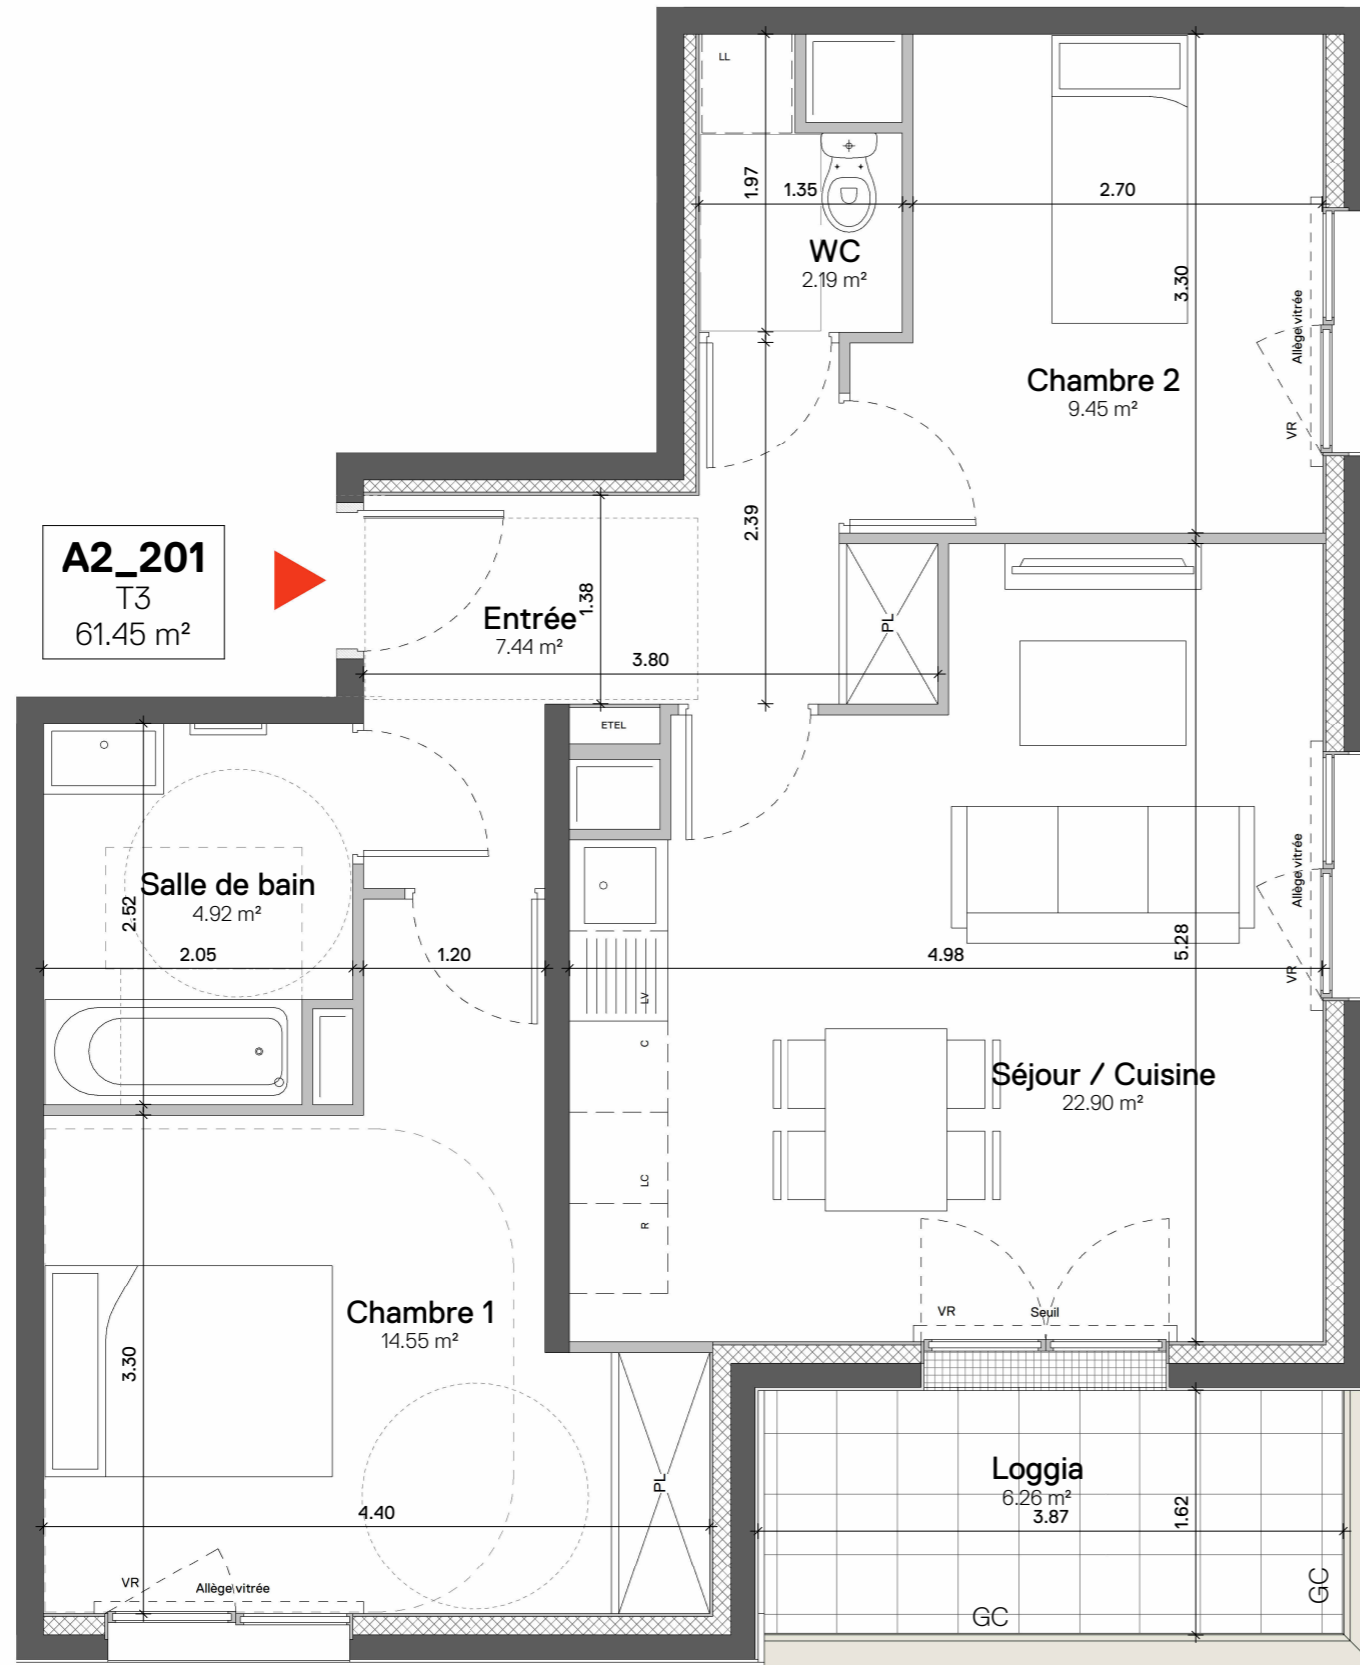 LF
1.97
1.35
2.70
WC
2.19 m²
3.30
Allège vitrée
VR
Chambre 2
9.45 m²
A2_201
T3
61.45 m²
2.39
Entrée
7.44 m²
1.38
3.80
PL
ETEL
Salle de bain
4.92 m²
2.52
2.05
1.20
4.98
5.28
Allège vitrée
VR
LV
C
Séjour / Cuisine
22.90 m²
LC
R
VR
Seuil
Chambre 1
14.55 m²
3.30
4.40
PL
VR
Allège vitrée
Loggia
6.26 m²
3.87
1.62
GC
GC